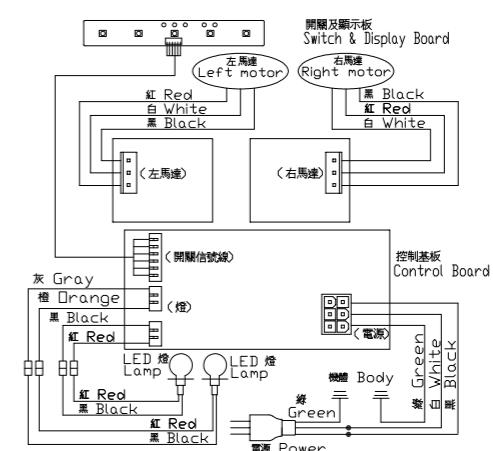 開關及顯示板
Switch & Display Board
左馬達
Left motor
右馬達
Right motor
紅 Red
白 White
黑 Black
黑 Black
紅 Red
白 White
(左馬達)
(右馬達)
(開關信號線)
控制基板
Control Board
灰 Gray
橙 Orange
(燈)
黑 Black
紅 Red
(電源)
LED 燈
Lamp
LED 燈
Lamp
機體 Body
綠 Green
白 White
黑 Black
紅 Red
黑 Black
綠
Green
紅 Red
黑 Black
電源 Power